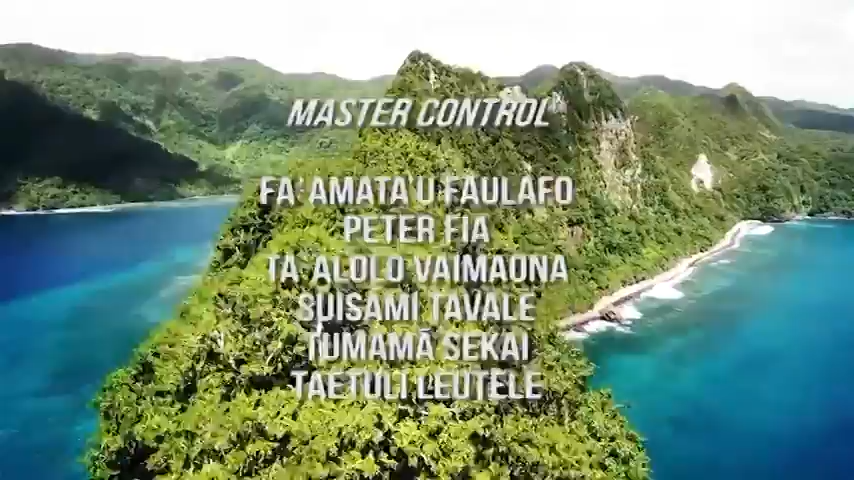 MASTER CONTROL
FA'AMATA'U FAULAFO
PETER FIA
TA'ALOLO VAIMAONA
SUISAMI TAVALE
TUMAMĀ SEKAI
TAETULI LEUTELE